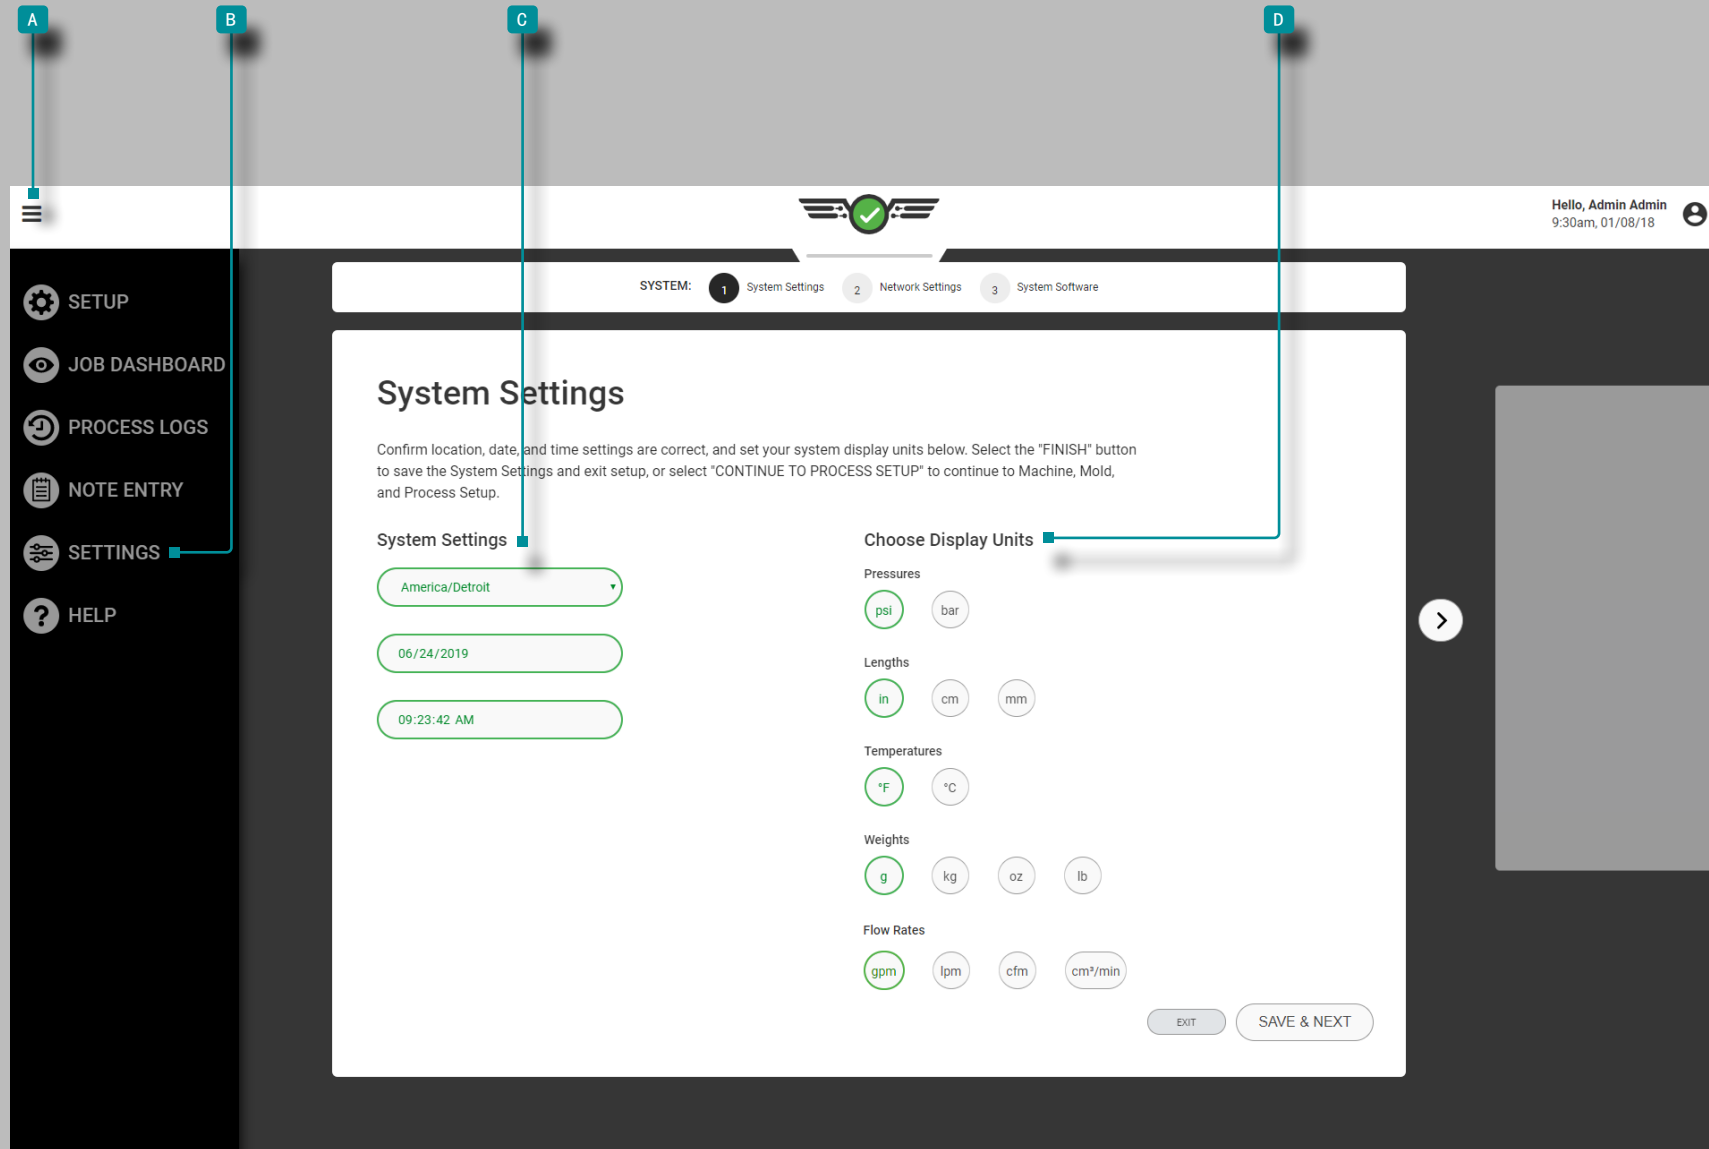 A
B
C
D
Hello, Admin Admin
9:30am, 01/08/18
SETUP
JOB DASHBOARD
PROCESS LOGS
NOTE ENTRY
SETTINGS
HELP
SYSTEM: 1 System Settings 2 Network Settings 3 System Software
System Settings
Confirm location, date, and time settings are correct, and set your system display units below. Select the "FINISH" button
to save the System Settings and exit setup, or select "CONTINUE TO PROCESS SETUP" to continue to Machine, Mold,
and Process Setup.
System Settings
America/Detroit
06/24/2019
09:23:42 AM
Choose Display Units
Pressures
psi bar
Lengths
in cm mm
Temperatures
°F °C
Weights
g kg oz lb
Flow Rates
gpm lpm cfm cm³/min
EXIT SAVE & NEXT